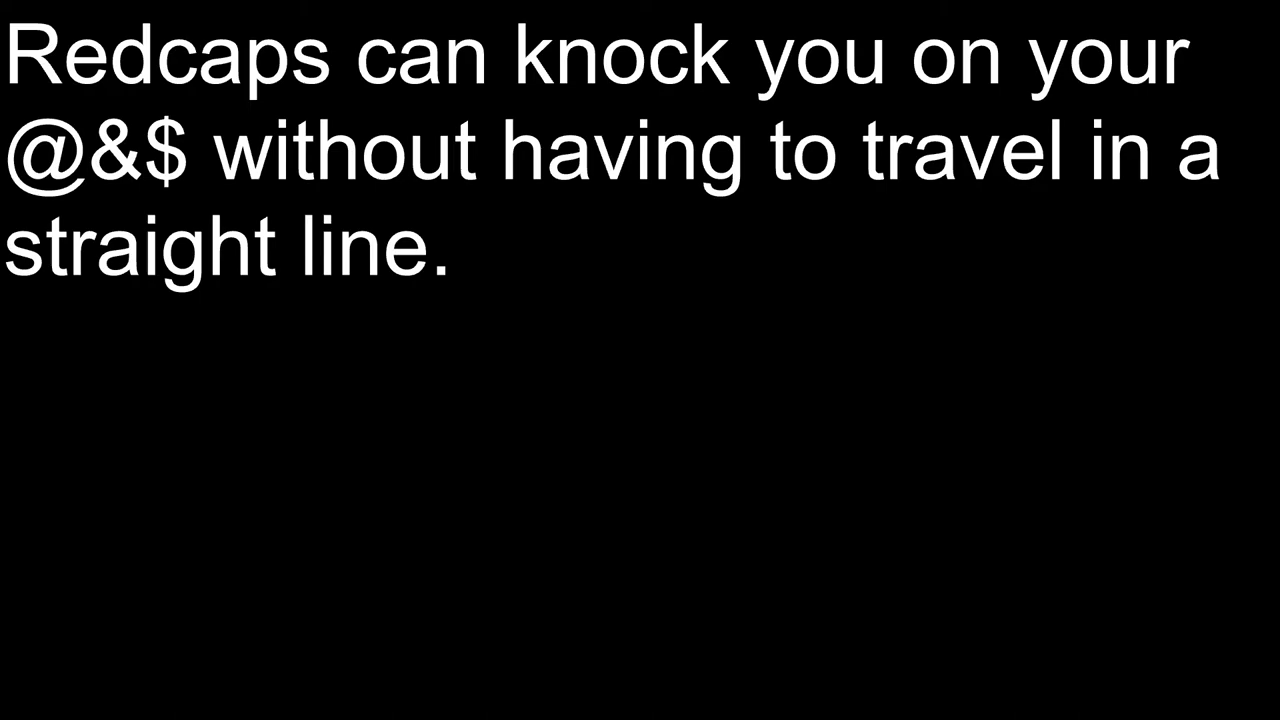 Redcaps can knock you on your
@&$ without having to travel in a
straight line.